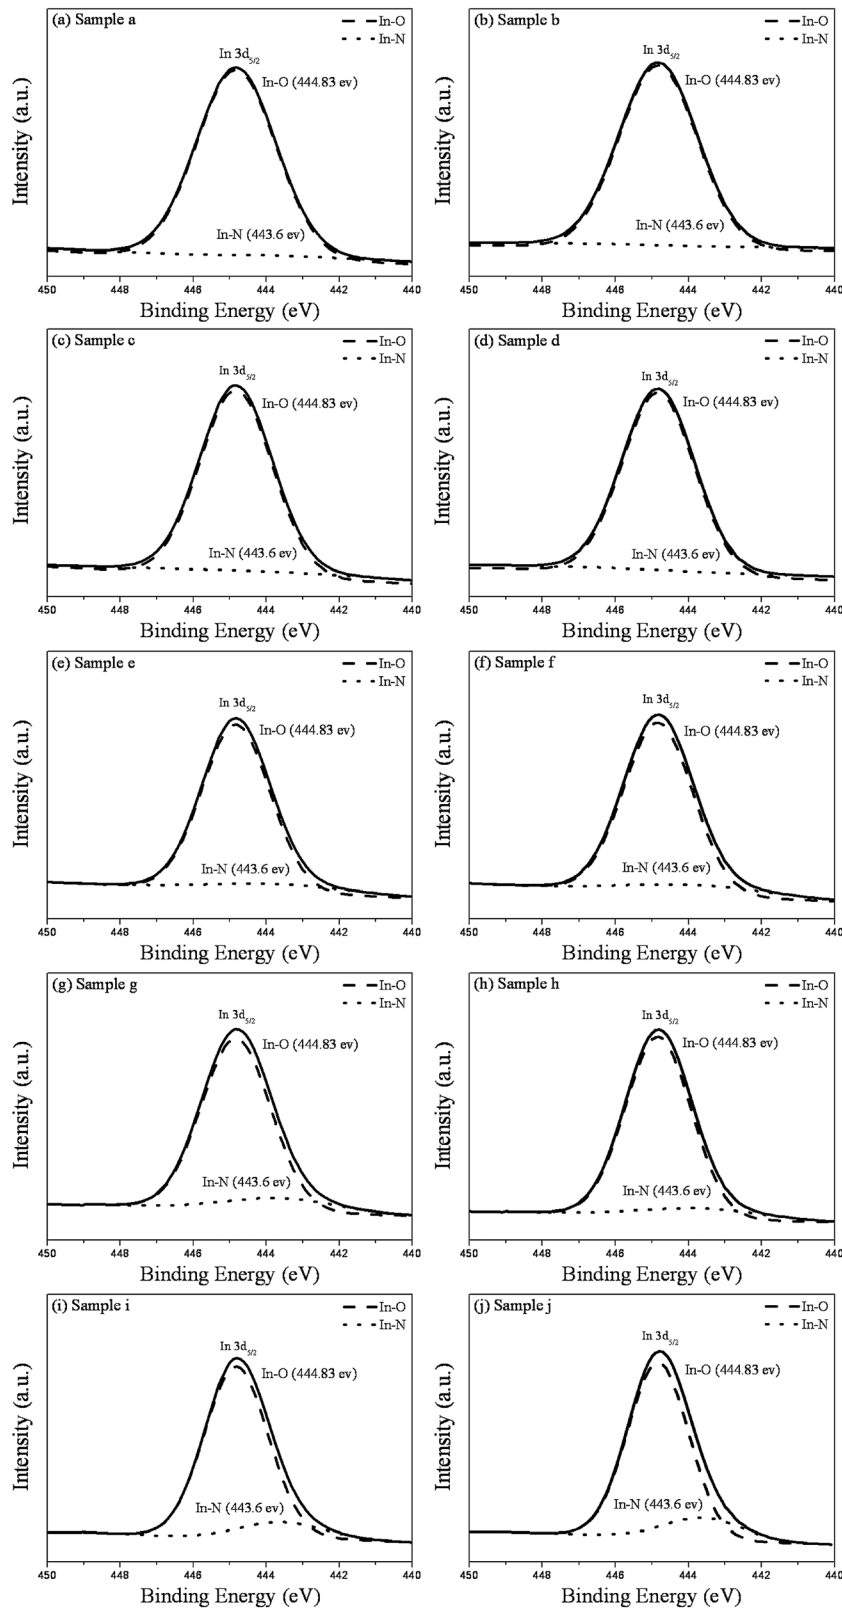 (a) Sample a
In-O
In-N
In 3d5/2
In-O (444.83 ev)
In-N (443.6 ev)
Intensity (a.u.)
450 448 446 444 442 440
Binding Energy (eV)
(b) Sample b
In-O
In-N
In 3d5/2
In-O (444.83 ev)
In-N (443.6 ev)
Intensity (a.u.)
450 448 446 444 442 440
Binding Energy (eV)
(c) Sample c
In-O
In-N
In 3d5/2
In-O (444.83 ev)
In-N (443.6 ev)
Intensity (a.u.)
450 448 446 444 442 440
Binding Energy (eV)
(d) Sample d
In-O
In-N
In 3d5/2
In-O (444.83 ev)
In-N (443.6 ev)
Intensity (a.u.)
450 448 446 444 442 440
Binding Energy (eV)
(e) Sample e
In-O
In-N
In 3d5/2
In-O (444.83 ev)
In-N (443.6 ev)
Intensity (a.u.)
450 448 446 444 442 440
Binding Energy (eV)
(f) Sample f
In-O
In-N
In 3d5/2
In-O (444.83 ev)
In-N (443.6 ev)
Intensity (a.u.)
450 448 446 444 442 440
Binding Energy (eV)
(g) Sample g
In-O
In-N
In 3d5/2
In-O (444.83 ev)
In-N (443.6 ev)
Intensity (a.u.)
450 448 446 444 442 440
Binding Energy (eV)
(h) Sample h
In-O
In-N
In 3d5/2
In-O (444.83 ev)
In-N (443.6 ev)
Intensity (a.u.)
450 448 446 444 442 440
Binding Energy (eV)
(i) Sample i
In-O
In-N
In 3d5/2
In-O (444.83 ev)
In-N (443.6 ev)
Intensity (a.u.)
450 448 446 444 442 440
Binding Energy (eV)
(j) Sample j
In-O
In-N
In 3d5/2
In-O (444.83 ev)
In-N (443.6 ev)
Intensity (a.u.)
450 448 446 444 442 440
Binding Energy (eV)